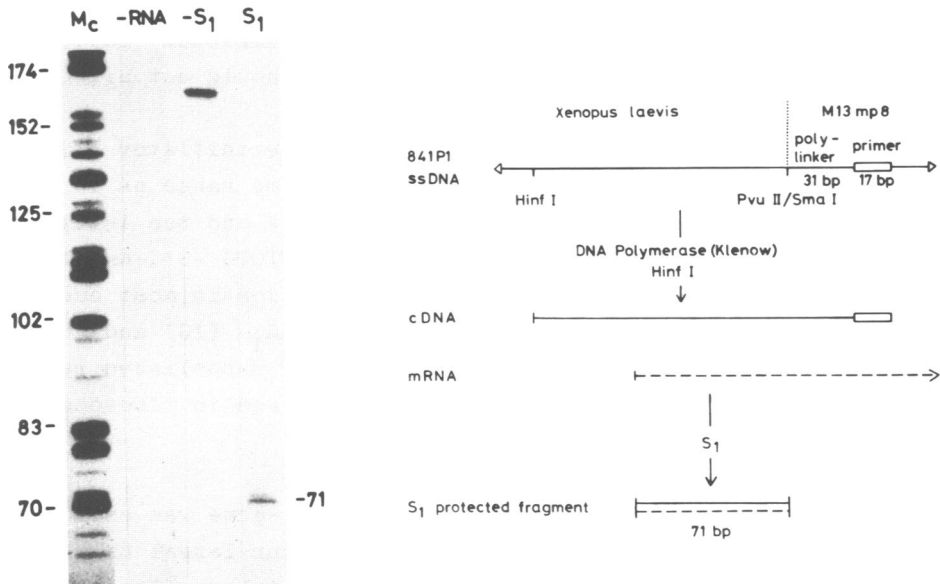 Mc -RNA -S1 S1
174-
152-
125-
102-
83-
70-
-71
Xenopus laevis
M13 mp 8
841P1
ssDNA
poly-
linker
31 bp
primer
17 bp
Hinf I
Pvu II/Sma I
DNA Polymerase (Klenow)
Hinf I
cDNA
mRNA
S1
S1 protected fragment
71 bp